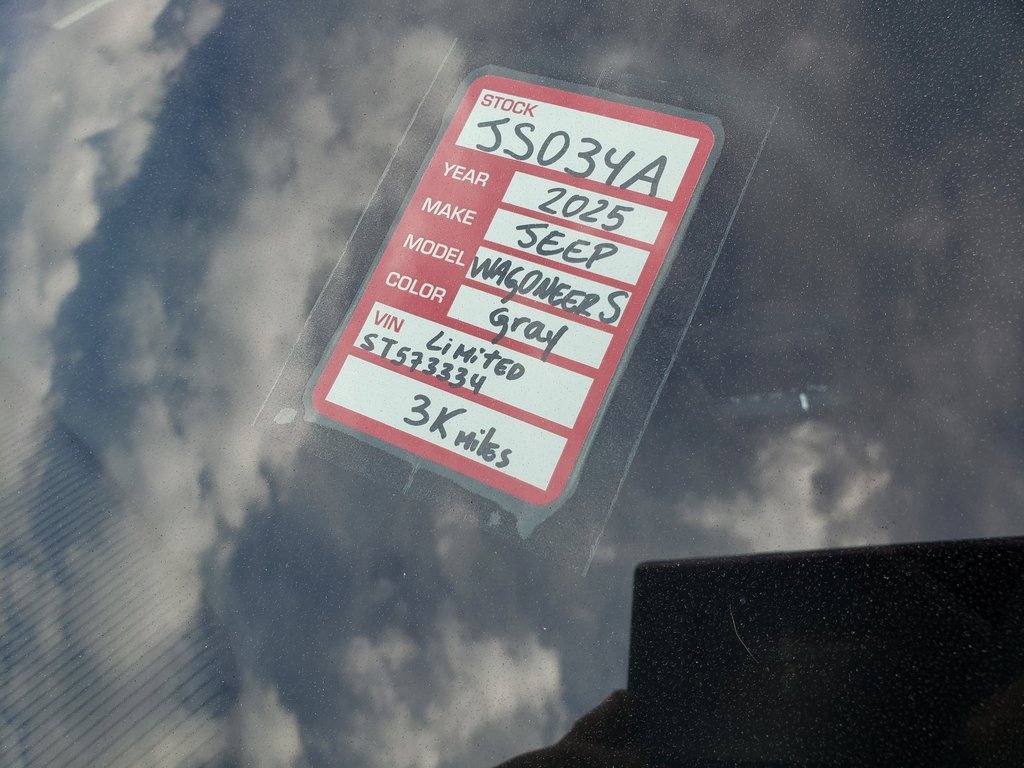 STOCK
JS034A
YEAR 2025
MAKE JEEP
MODEL WAGONEER S
COLOR Gray
VIN LiMiTED
ST573334
3K miles